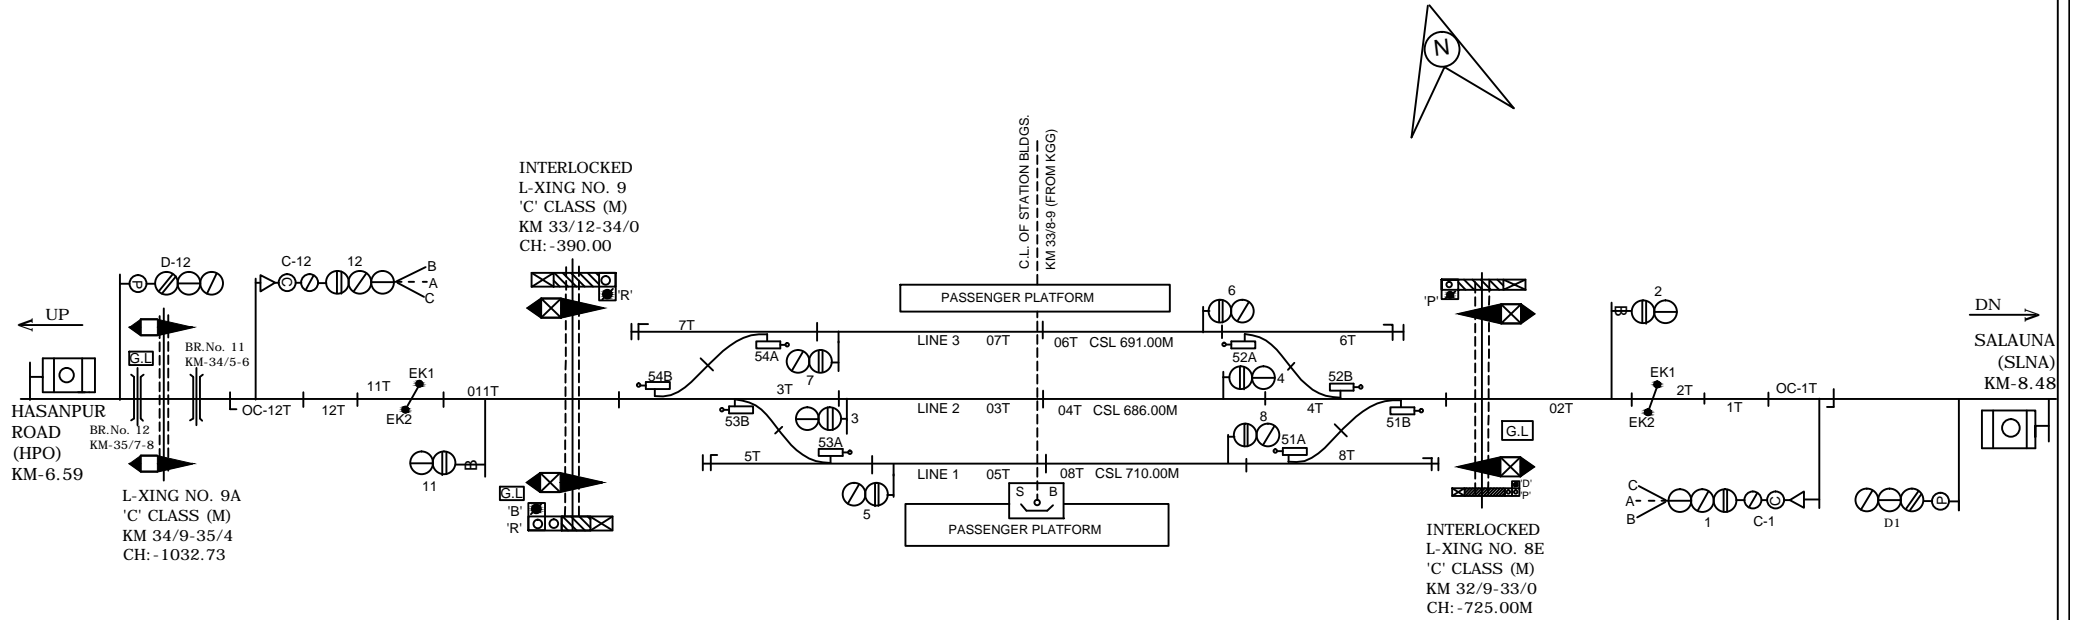 N
C.L. OF STATION BLDGS.
KM 33/8-9 (FROM KGG)
INTERLOCKED
L-XING NO. 9
'C' CLASS (M)
KM 33/12-34/0
CH:-390.00
UP
D-12
P
C-12
C
12
B
A
C
'R'
'P'
PASSENGER PLATFORM
6
2
B
DN
SALAUNA
(SLNA)
KM-8.48
G.L
BR.No. 11
KM-34/5-6
7T
54A
7
LINE 3
07T
06T
CSL 691.00M
52A
6T
EK1
11T
011T
EK2
54B
3T
4
52B
EK1
2T
OC-1T
HASANPUR
ROAD
(HPO)
KM-6.59
BR.No. 12
KM-35/7-8
OC-12T
12T
53B
3
LINE 2
03T
04T
CSL 686.00M
8
4T
51B
02T
EK2
1T
G.L
11
B
5T
53A
LINE 1
05T
08T
CSL 710.00M
51A
8T
L-XING NO. 9A
'C' CLASS (M)
KM 34/9-35/4
CH:-1032.73
G.L
'B'
'R'
5
S
B
PASSENGER PLATFORM
'D'
'P'
INTERLOCKED
L-XING NO. 8E
'C' CLASS (M)
KM 32/9-33/0
CH:-725.00M
C
A
B
1
C
C-1
D1
P